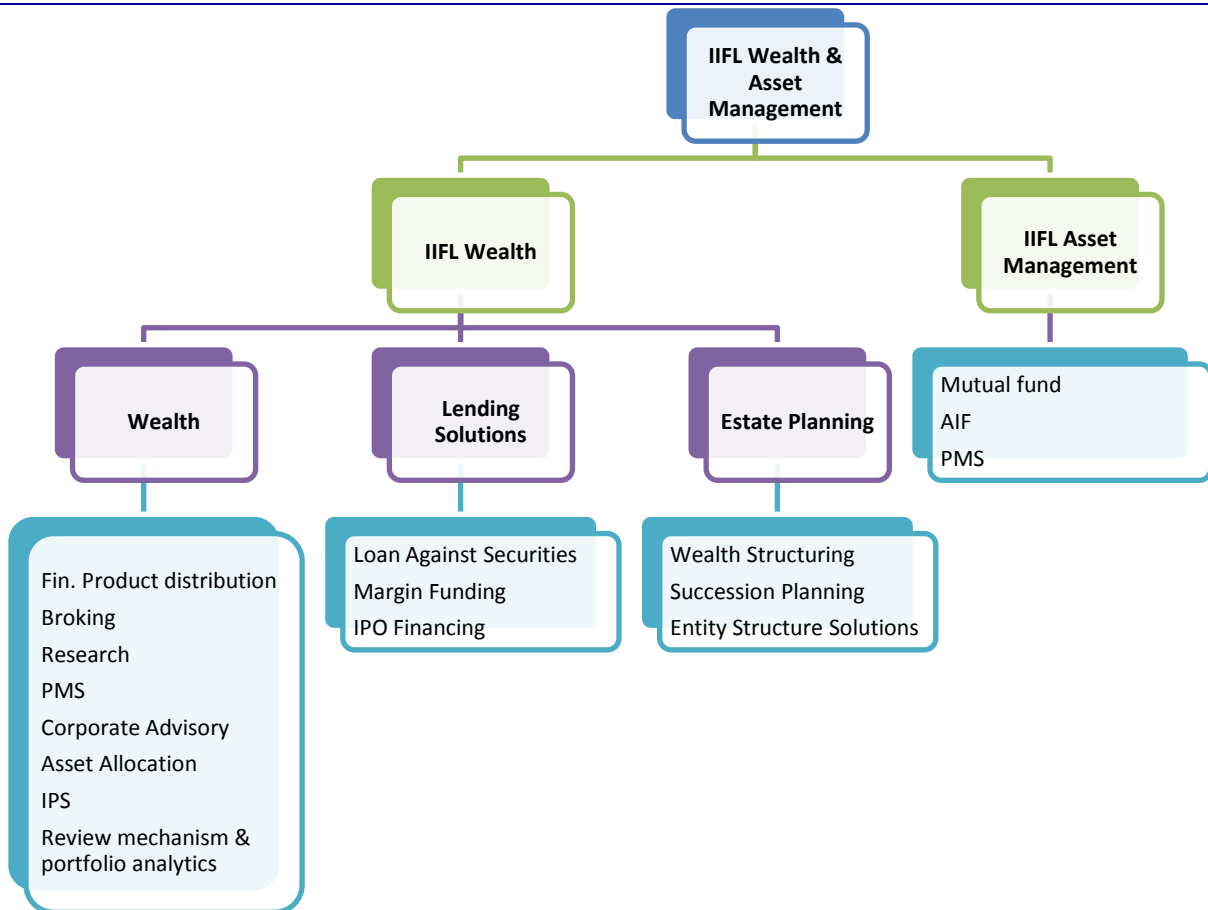 IIFL Wealth &
Asset
Management
IIFL Wealth
IIFL Asset
Management
Wealth
Lending
Solutions
Estate Planning
Mutual fund
AIF
PMS
Fin. Product distribution
Broking
Research
PMS
Corporate Advisory
Asset Allocation
IPS
Review mechanism &
portfolio analytics
Loan Against Securities
Margin Funding
IPO Financing
Wealth Structuring
Succession Planning
Entity Structure Solutions